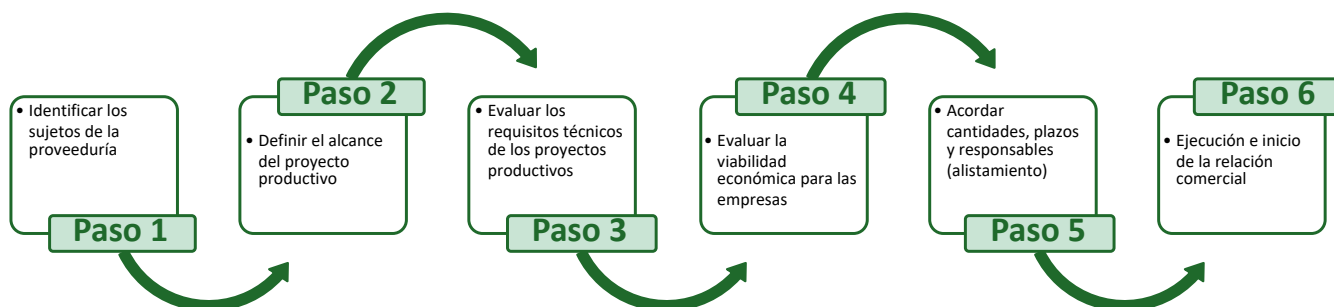 • Identificar los
sujetos de la
proveeduría
Paso 1
Paso 2
• Definir el alcance
del proyecto
productivo
• Evaluar los
requisitos técnicos
de los proyectos
productivos
Paso 3
Paso 4
• Evaluar la
viabilidad
económica para las
empresas
• Acordar
cantidades, plazos
y responsables
(alistamiento)
Paso 5
Paso 6
• Ejecución e inicio
de la relación
comercial